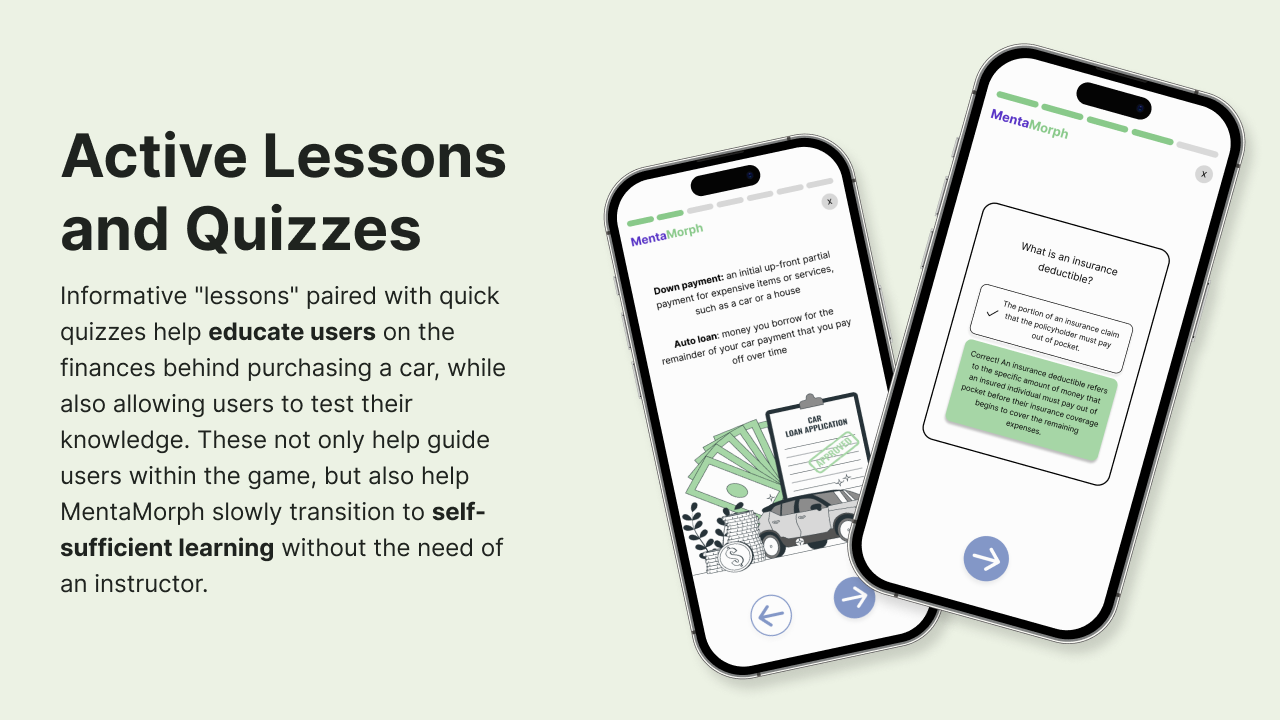 Active Lessons
and Quizzes
Informative "lessons" paired with quick
quizzes help educate users on the
finances behind purchasing a car, while
also allowing users to test their
knowledge. These not only help guide
users within the game, but also help
MentaMorph slowly transition to self-
sufficient learning without the need of
an instructor.
MentaMorph
X
Down payment: an initial up-front partial
payment for expensive items or services,
such as a car or a house
Auto loan: money you borrow for the
remainder of your car payment that you pay
off over time
CAR
LOAN APPLICATION
APPROVED
$
MentaMorph
X
What is an insurance
deductible?
The portion of an insurance claim
that the policyholder must pay
out of pocket.
Correct! An insurance deductible refers
to the specific amount of money that
an insured individual must pay out of
pocket before their insurance coverage
begins to cover the remaining
expenses.